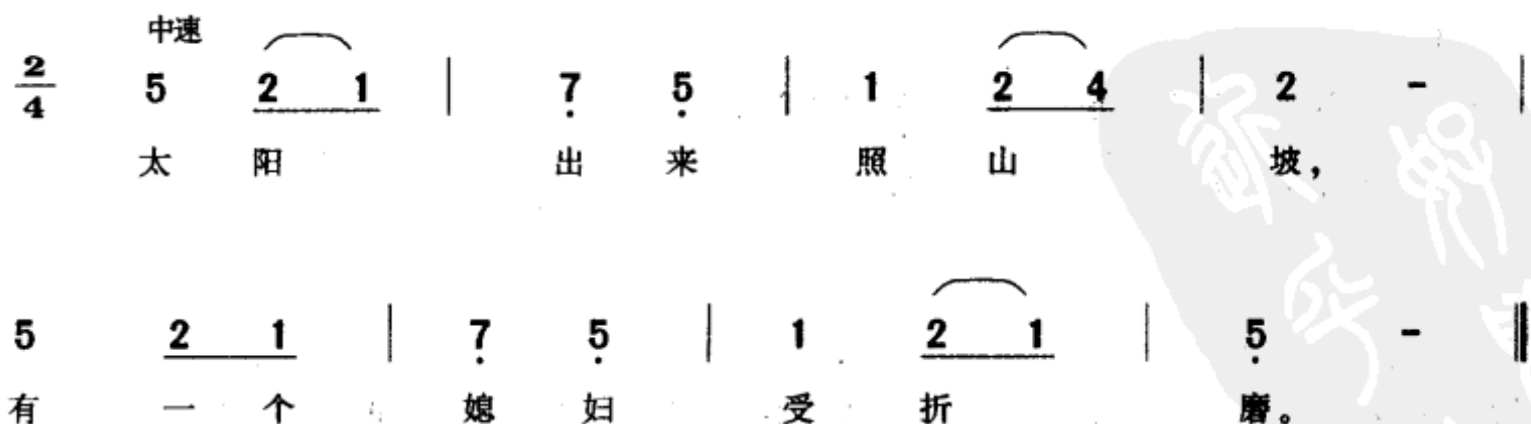 中速
2/4 5 2 1 | 7̣ 5̣ | 1 2 4 | 2 - |
太 阳 出 来 照 山 坡，
5 2 1 | 7̣ 5̣ | 1 2 1 | 5̣ - ‖
有 一 个 媳 妇 受 折 磨。